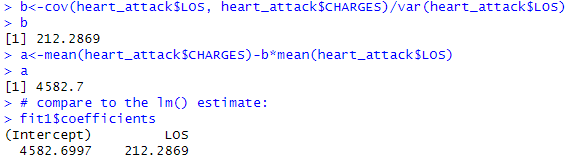 > b<-cov(heart_attack$LOS, heart_attack$CHARGES)/var(heart_attack$LOS)
> b
[1] 212.2869
> a<-mean(heart_attack$CHARGES)-b*mean(heart_attack$LOS)
> a
[1] 4582.7
> # compare to the lm() estimate:
> fit1$coefficients
(Intercept)         LOS
  4582.6997    212.2869